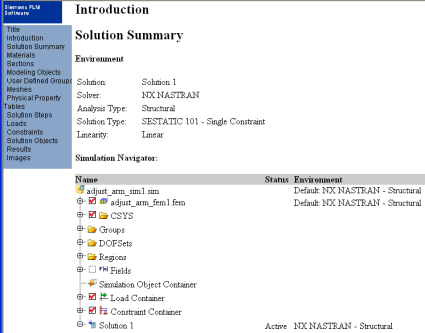 Siemens PLM
Software
Title
Introduction
Solution Summary
Materials
Sections
Modeling Objects
User Defined Groups
Meshes
Physical Property
Tables
Solution Steps
Loads
Constraints
Solution Objects
Results
Images
Introduction
Solution Summary
Environment
Solution: Solution 1
Solver: NX NASTRAN
Analysis Type: Structural
Solution Type: SESTATIC 101 - Single Constraint
Linearity: Linear
Simulation Navigator:
Name Status Environment
adjust_arm_sim1.sim Default: NX NASTRAN - Structural
adjust_arm_fem1.fem Default: NX NASTRAN - Structural
CSYS
Groups
DOFSets
Regions
Fields
Simulation Object Container
Load Container
Constraint Container
Solution 1 Active NX NASTRAN - Structural